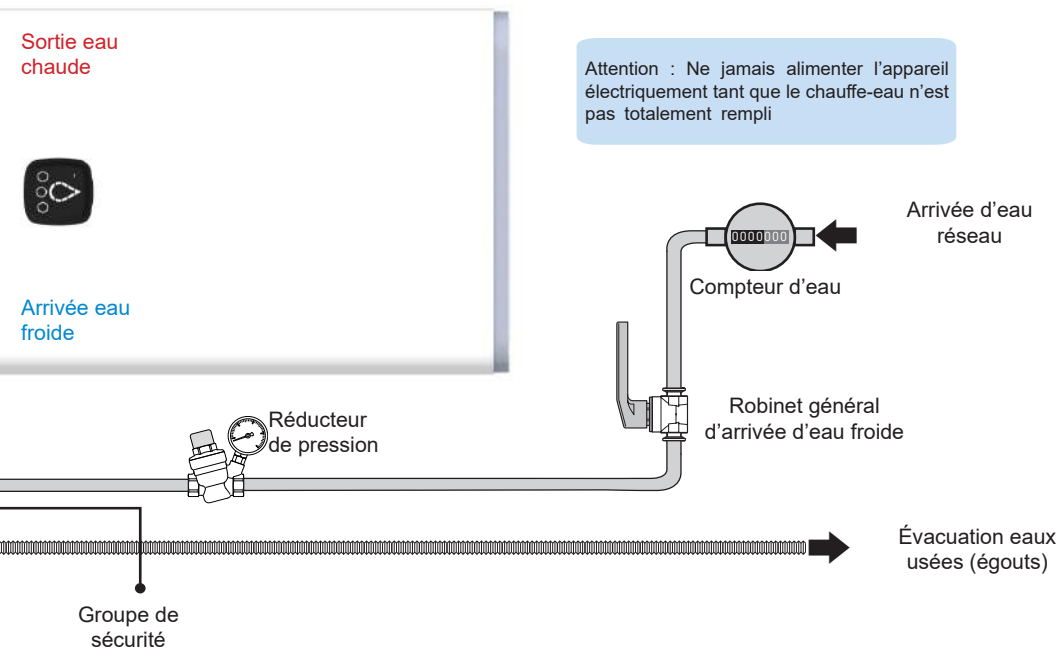 Sortie eau
chaude
Attention : Ne jamais alimenter l’appareil
électriquement tant que le chauffe-eau n’est
pas totalement rempli
Arrivée d’eau
réseau
0000000
Compteur d’eau
Arrivée eau
froide
Robinet général
d’arrivée d’eau froide
Réducteur
de pression
Évacuation eaux
usées (égouts)
Groupe de
sécurité